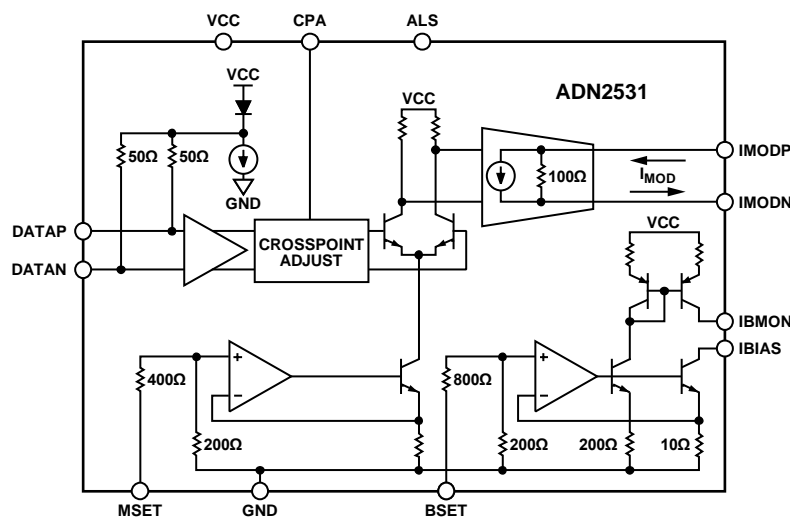 VCC CPA ALS
VCC
ADN2531
VCC
50Ω 50Ω
GND
100Ω
IMODP
IMOD
IMODN
DATAP
DATAN
CROSSPOINT
ADJUST
VCC
IBMON
IBIAS
400Ω
+
–
800Ω
+
–
200Ω
200Ω
200Ω
10Ω
MSET GND BSET